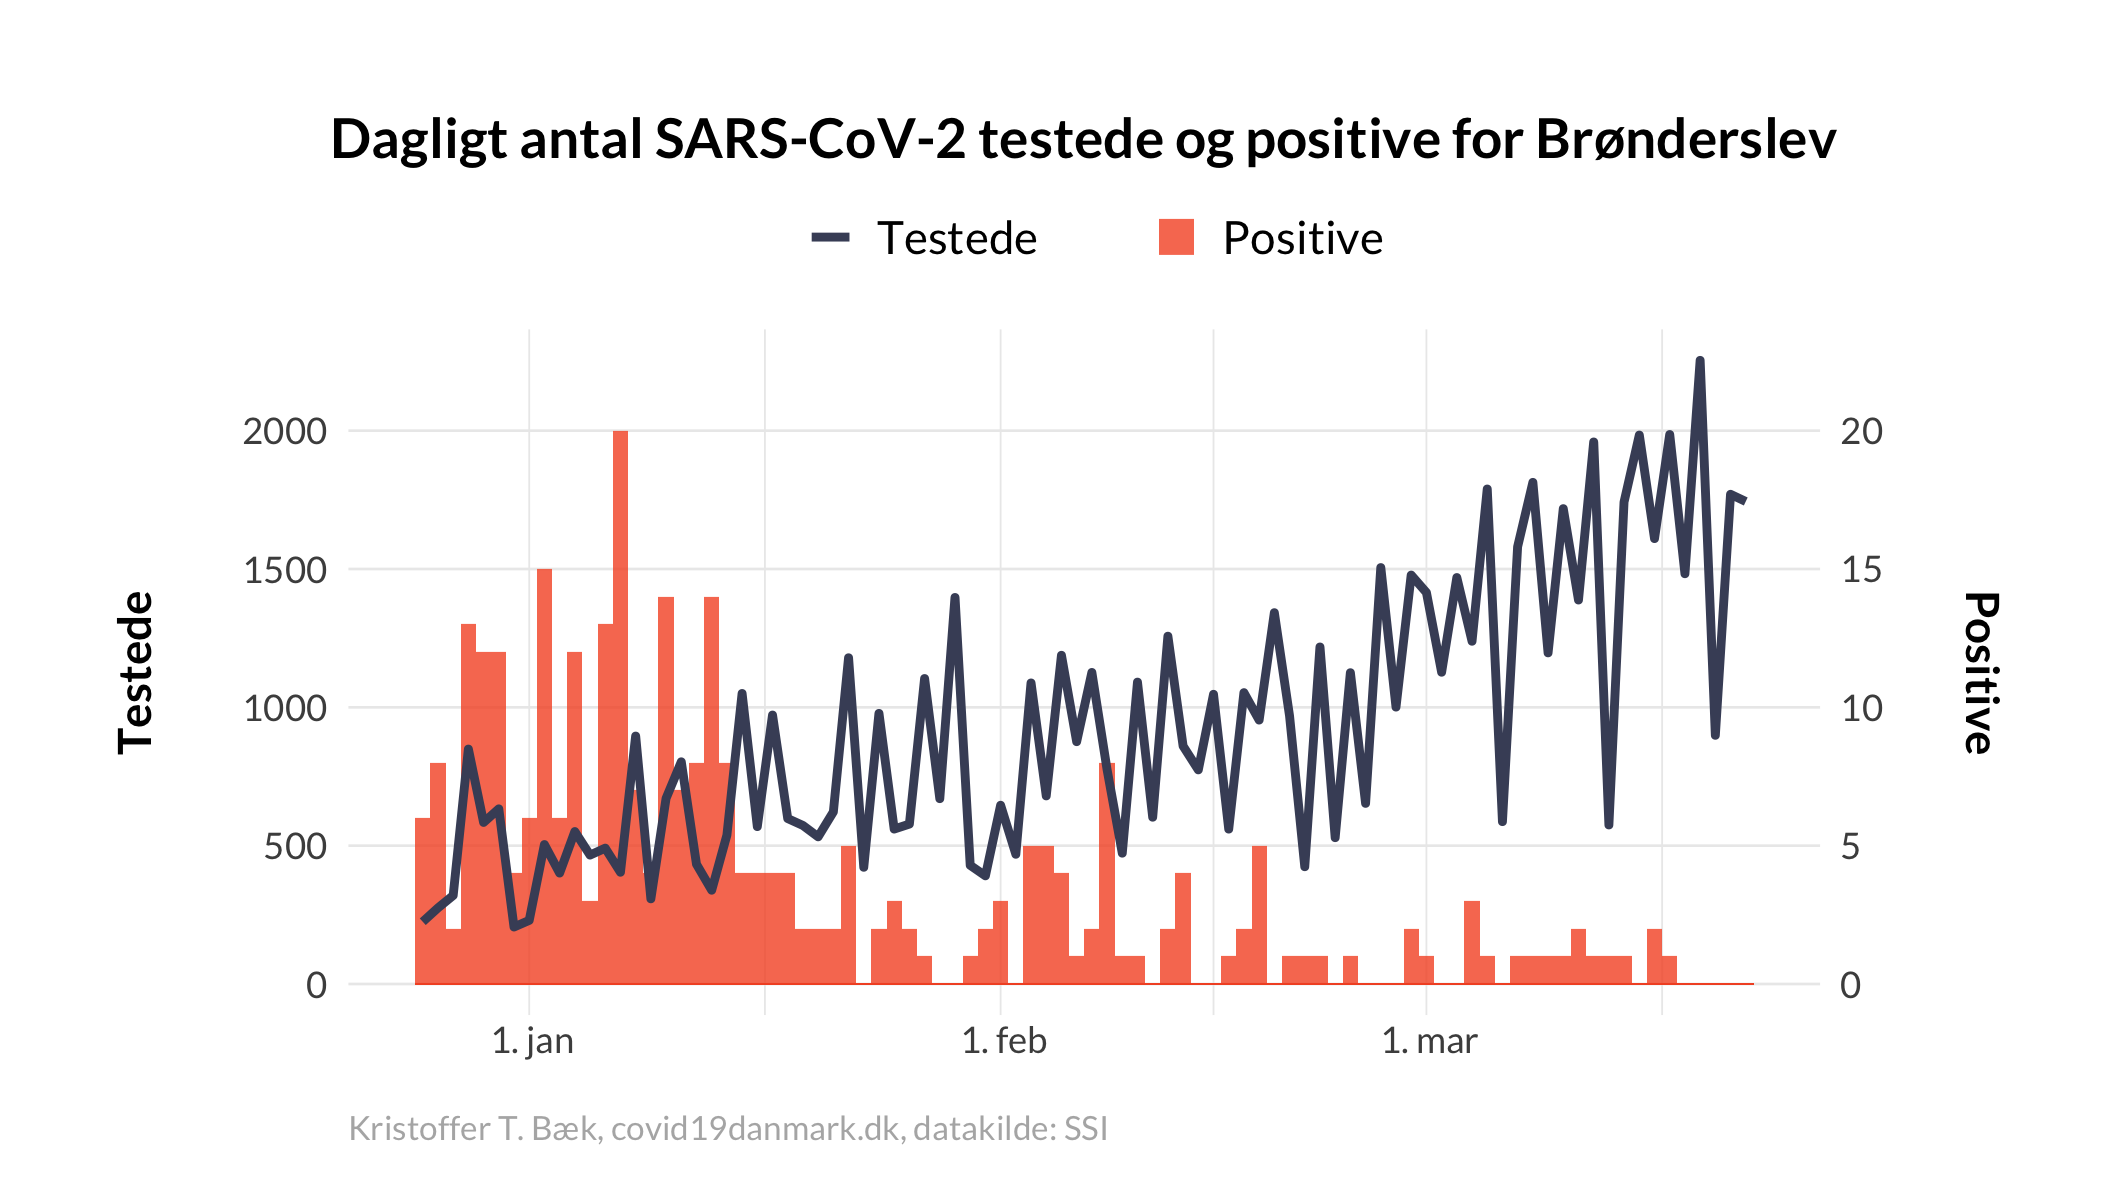 Dagligt antal SARS-CoV-2 testede og positive for Brønderslev
Testede Positive
2000 20
1500 15
1000 10
500 5
0 0
Testede
Positive
1. jan 1. feb 1. mar
Kristoffer T. Bæk, covid19danmark.dk, datakilde: SSI